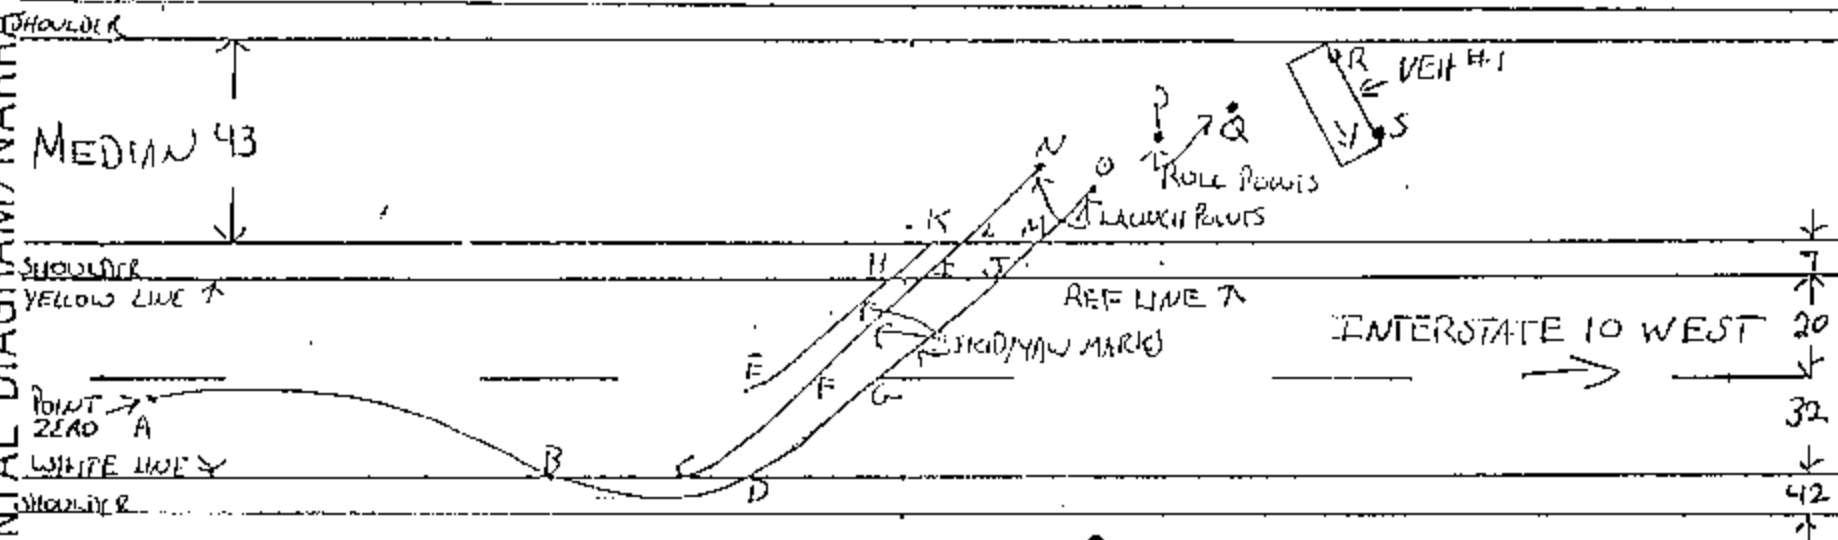 SHOULDER
R
VEH #1
S
P
Q
MEDIAN 43
N
O
ROLL POINTS
LAUNCH POINTS
K
L
M
SHOULDER
H
I
J
7
YELLOW LINE
REF LINE
INTERSTATE 10 WEST
20
SKID/YAW MARKS
E
F
G
POINT
ZERO A
32
WHITE LINE
B
C
D
SHOULDER
42